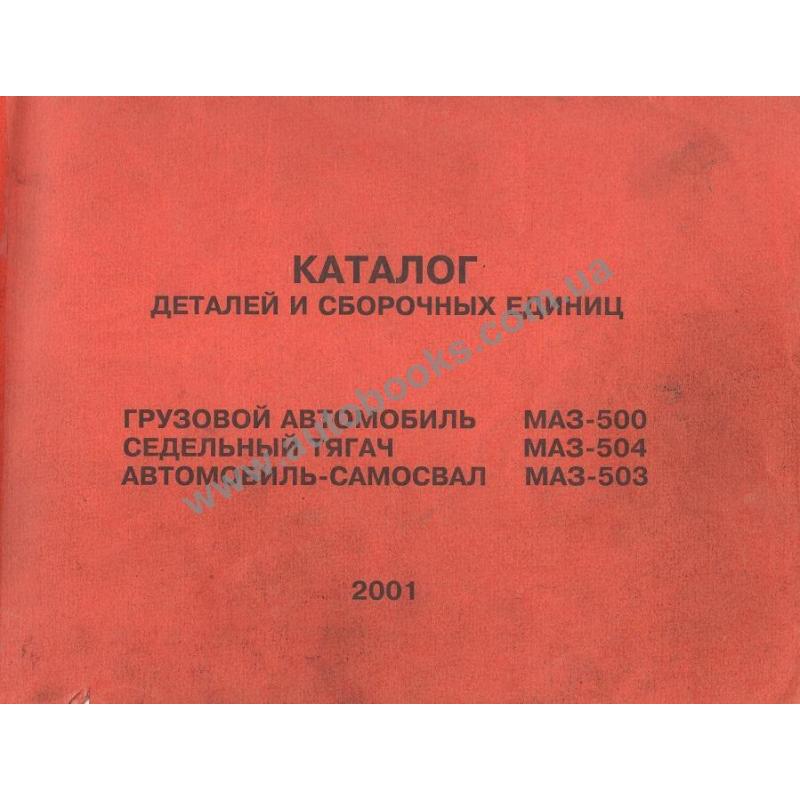 КАТАЛОГ
ДЕТАЛЕЙ И СБОРОЧНЫХ ЕДИНИЦ
ГРУЗОВОЙ АВТОМОБИЛЬ МАЗ-500
СЕДЕЛЬНЫЙ ТЯГАЧ МАЗ-504
АВТОМОБИЛЬ-САМОСВАЛ МАЗ-503
2001
www.autobooks.com.ua